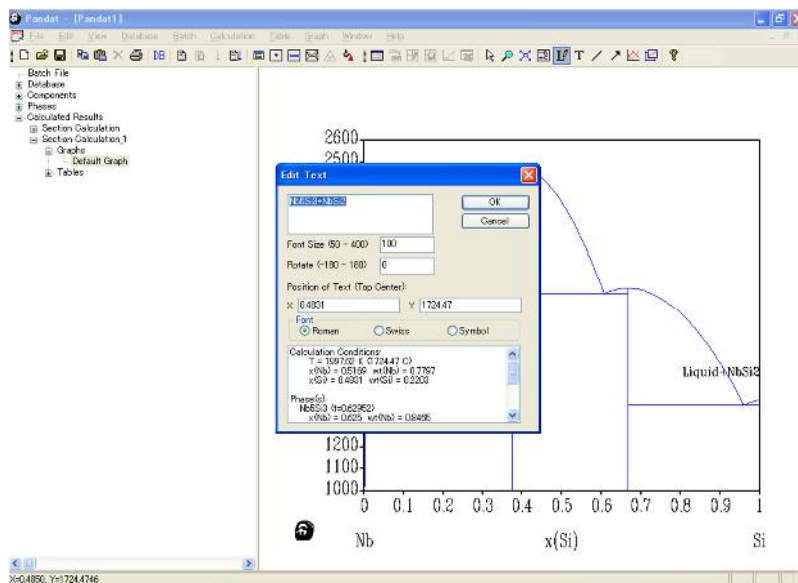 Pandat - [Pandat1]
File Edit View Database Batch Calculation Table Graph Window Help
DB
Batch File
Database
Components
Phases
Calculated Results
Section Calculation
Section Calculation_1
Graphs
Default Graph
Tables
2600
2500
Edit Text
Nb5Si3+NbSi2
OK
Cancel
Font Size (50 - 400) 100
Rotate (-180 - 180) 0
Position of Text (Top Center):
X 0.4831 Y 1724.47
Font
Roman Swiss Symbol
Calculation Conditions:
T = 1997.62 K (1724.47 C)
x(Nb) = 0.5169 wt(Nb) = 0.7797
x(Si) = 0.4831 wt(Si) = 0.2203
Phase(s):
Nb5Si3 (f=0.62952)
x(Nb) = 0.625 wt(Nb) = 0.8465
Liquid+NbSi2
1200
1100
1000
0 0.1 0.2 0.3 0.4 0.5 0.6 0.7 0.8 0.9 1
Nb x(Si) Si
X=0.4850, Y=1724.4746